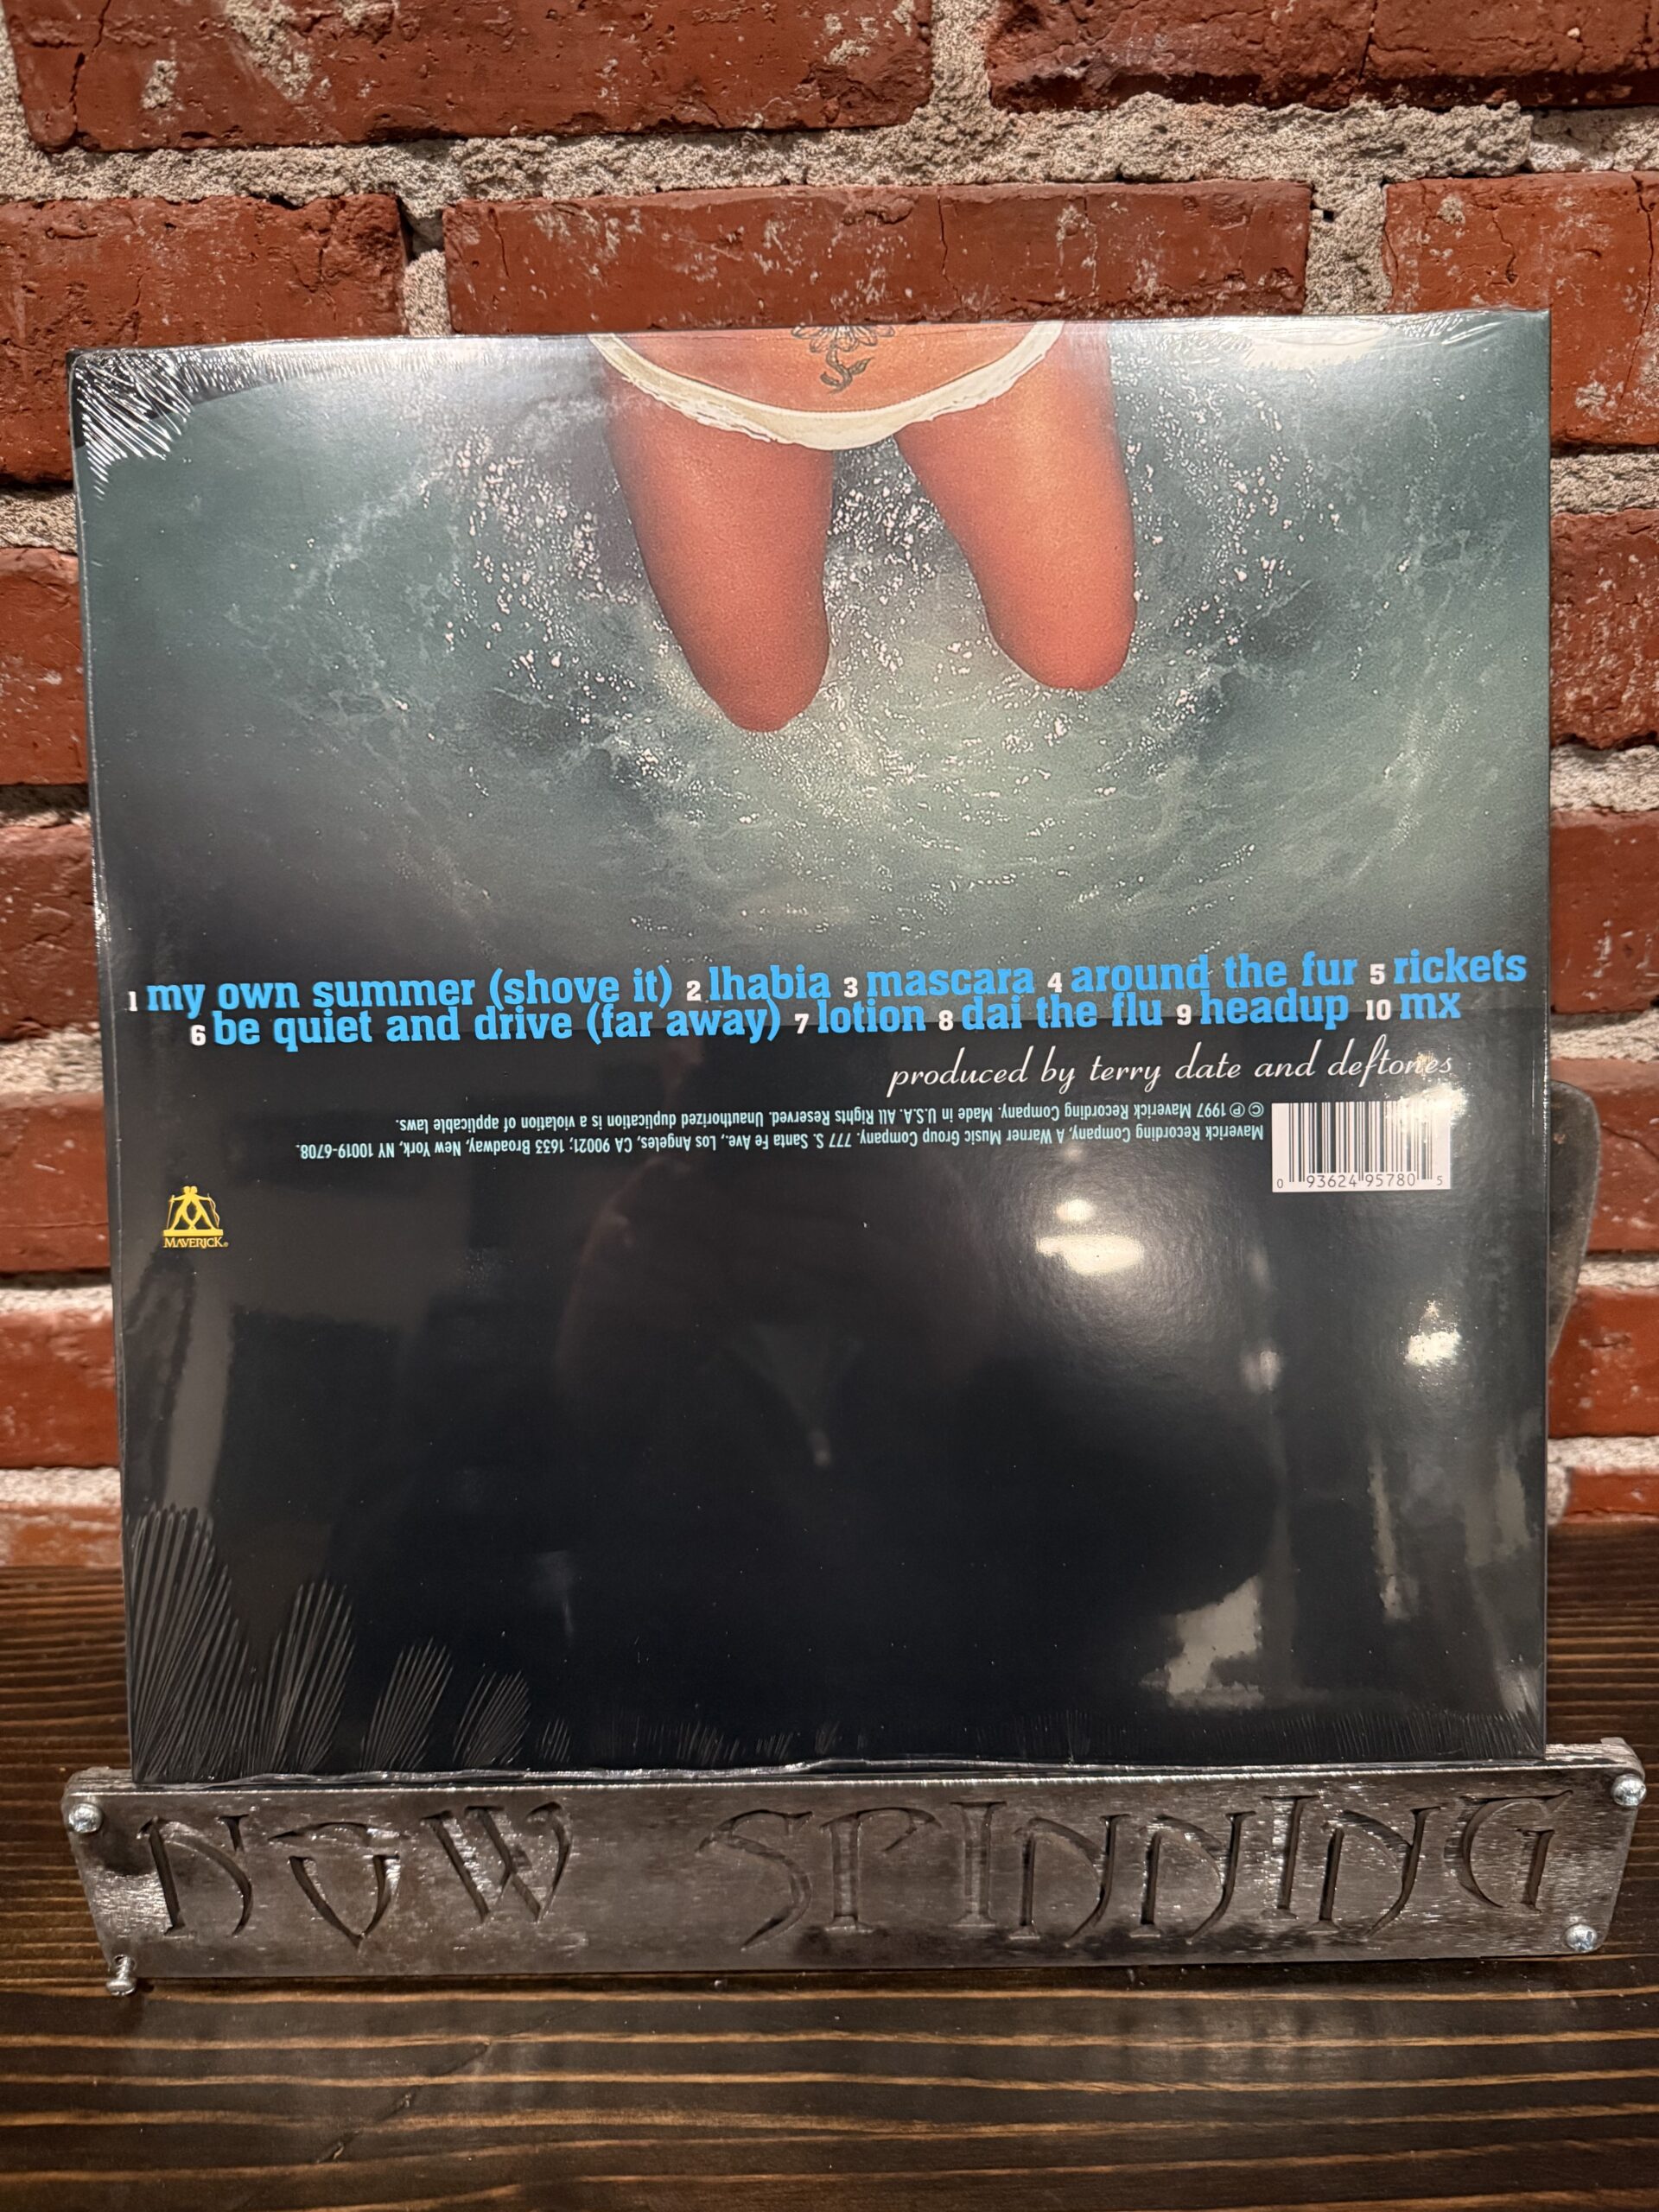 1 my own summer (shove it) 2 lhabia 3 mascara 4 around the fur 5 rickets
6 be quiet and drive (far away) 7 lotion 8 dai the flu 9 headup 10 mx
produced by terry date and deftones
Maverick Recording Company, A Warner Music Group Company. 777 S. Santa Fe Ave., Los Angeles, CA 90021; 1633 Broadway, New York, NY 10019-6708.
© ℗ 1997 Maverick Recording Company. Made in U.S.A. All Rights Reserved. Unauthorized duplication is a violation of applicable laws.
0 93624 95780 5
MAVERICK®
NOW SPINNING